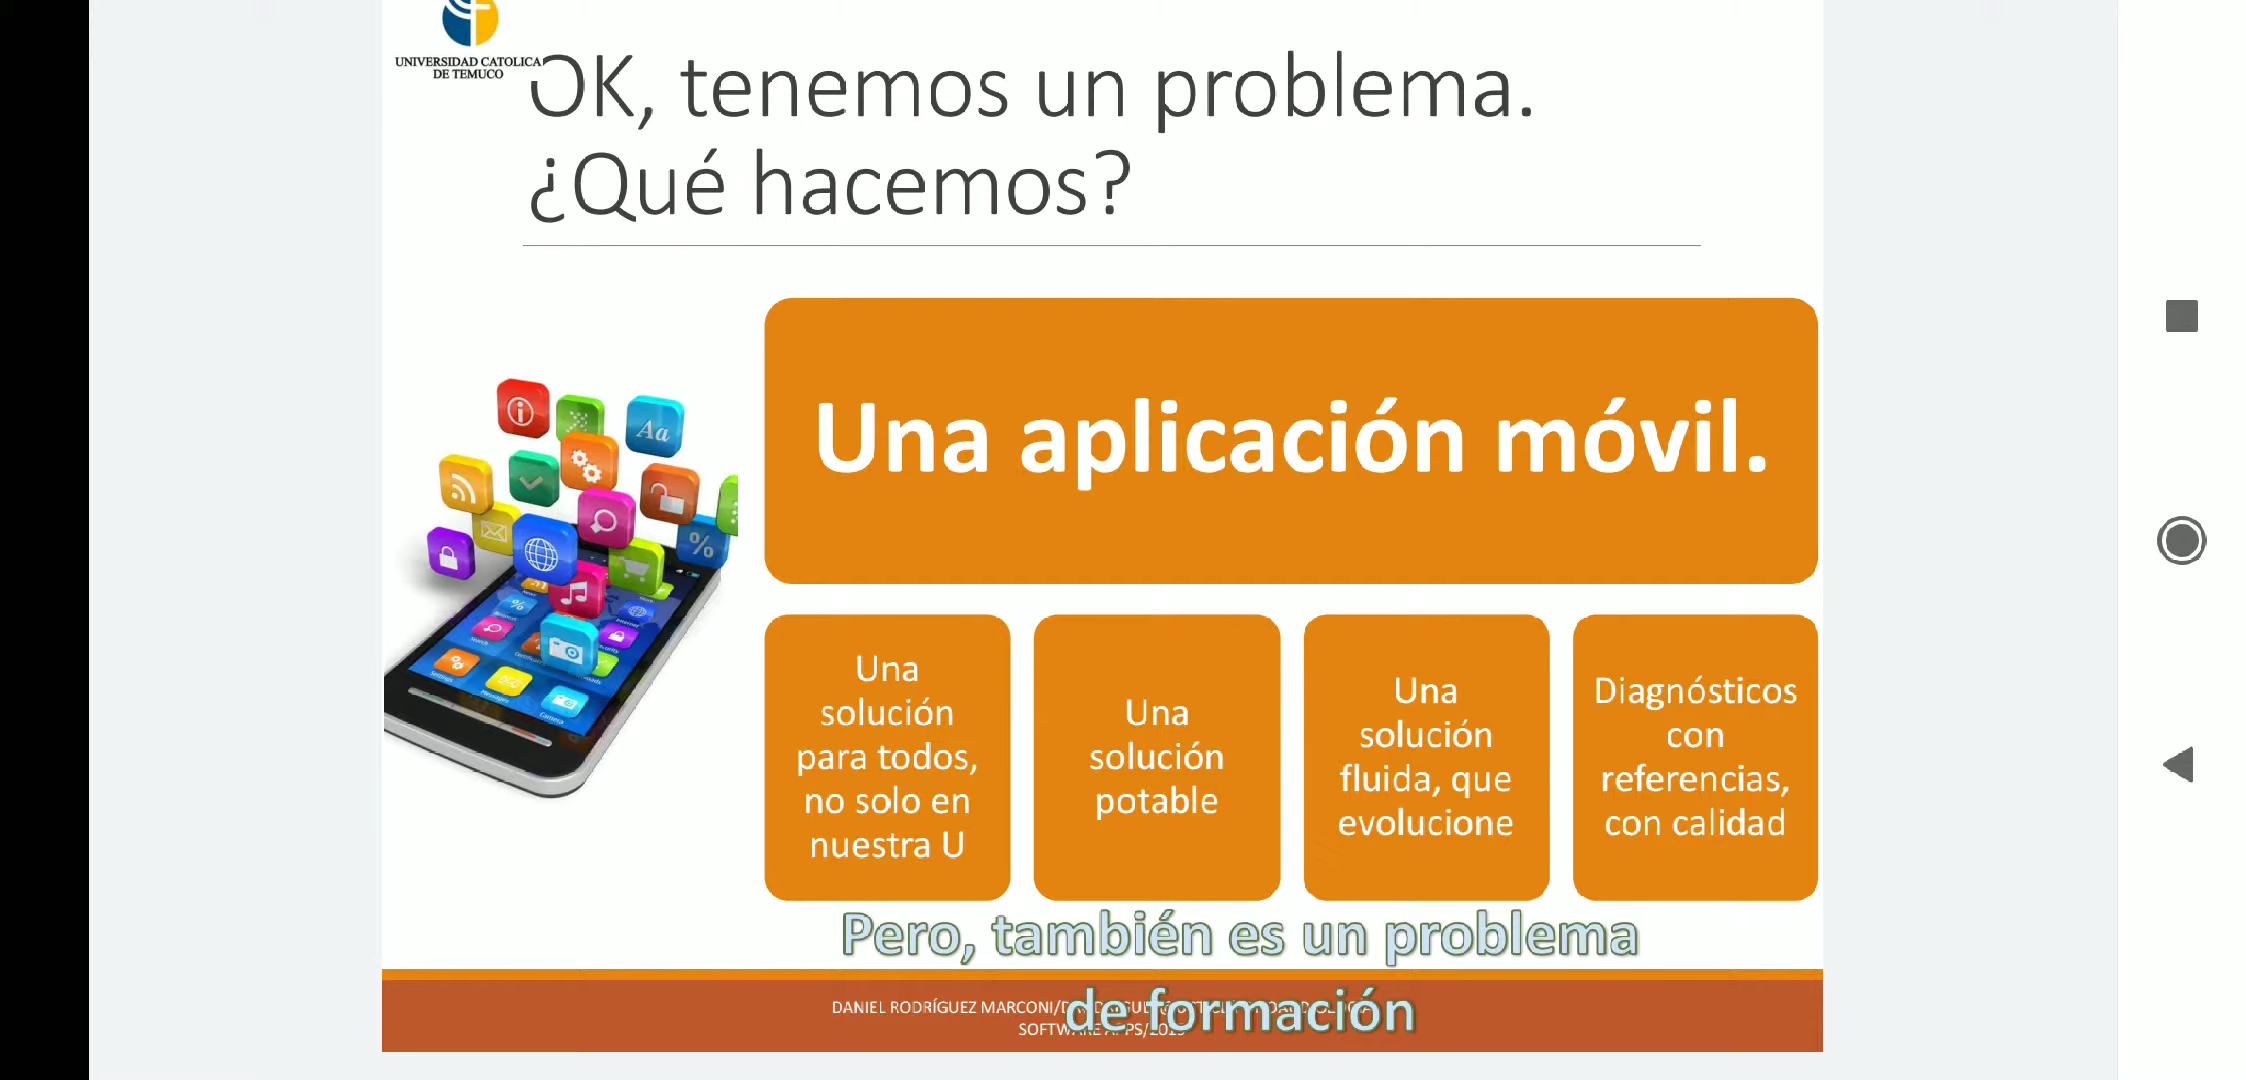 UNIVERSIDAD CATOLICA
DE TEMUCO
OK, tenemos un problema.
¿Qué hacemos?
Una aplicación móvil.
Aa
%
Una
solución
para todos,
no solo en
nuestra U
Una
solución
potable
Una
solución
fluida, que
evolucione
Diagnósticos
con
referencias,
con calidad
Pero, también es un problema
de formación
DANIEL RODRÍGUEZ MARCONI/
SOFTWARE